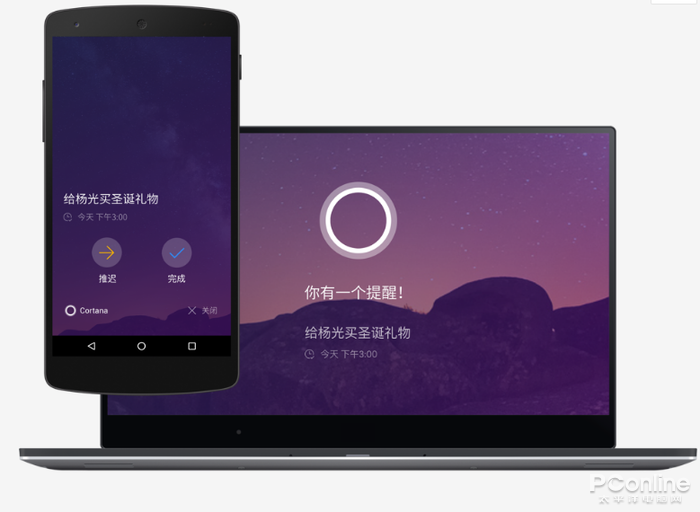 给杨光买圣诞礼物
今天 下午3:00
推迟
完成
Cortana
关闭
你有一个提醒！
给杨光买圣诞礼物
今天 下午3:00
PConline
太平洋电脑网